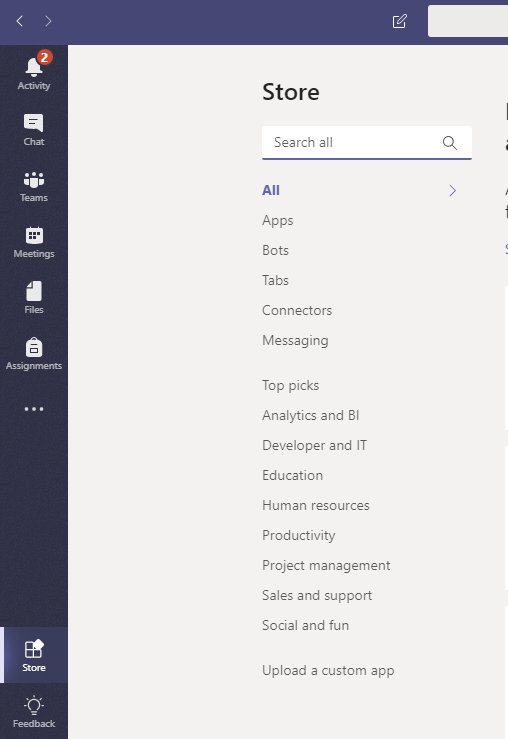 2
Activity
Chat
Teams
Meetings
Files
Assignments
Store
Feedback
Store
Search all
All
Apps
Bots
Tabs
Connectors
Messaging
Top picks
Analytics and BI
Developer and IT
Education
Human resources
Productivity
Project management
Sales and support
Social and fun
Upload a custom app